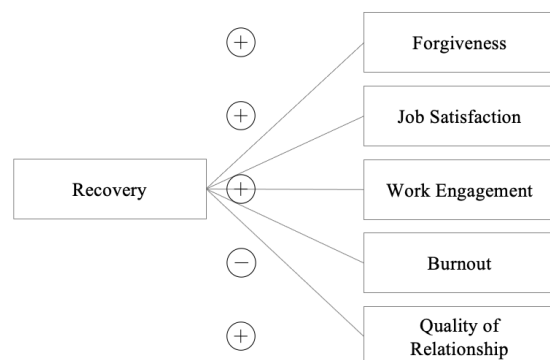 +
Forgiveness
+
Job Satisfaction
Recovery
+
Work Engagement
−
Burnout
+
Quality of
Relationship